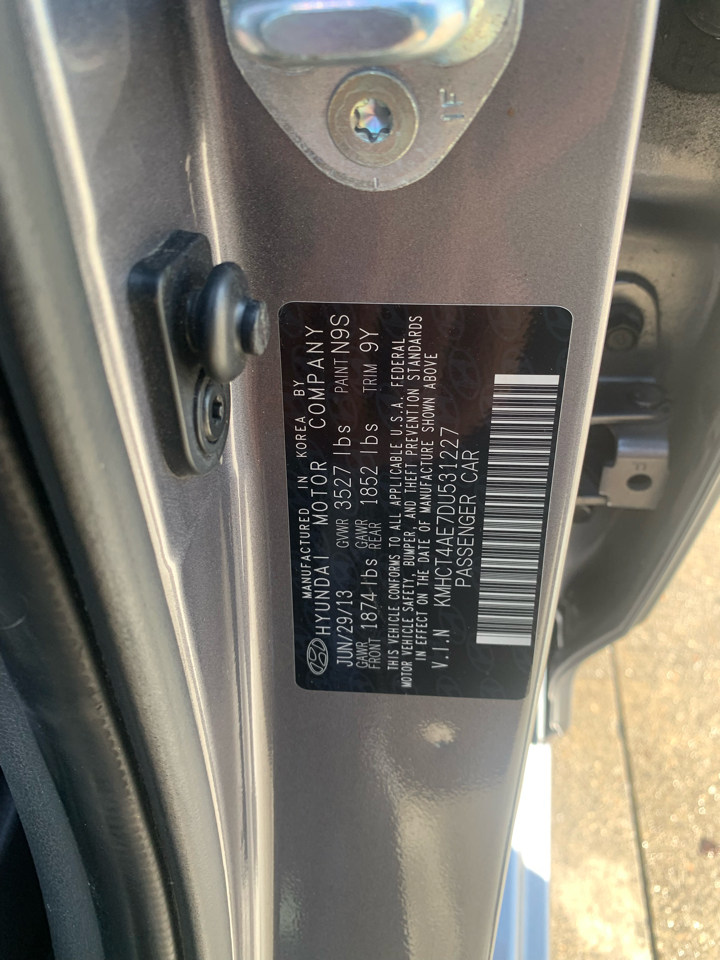 1F
MANUFACTURED IN KOREA BY
HYUNDAI MOTOR COMPANY
JUN/29/13 GVWR 3527 lbs PAINT N9S
GAWR FRONT 1874 lbs GAWR REAR 1852 lbs TRIM 9Y
THIS VEHICLE CONFORMS TO ALL APPLICABLE U.S.A. FEDERAL
MOTOR VEHICLE SAFETY, BUMPER, AND THEFT PREVENTION STANDARDS
IN EFFECT ON THE DATE OF MANUFACTURE SHOWN ABOVE
V.I.N KMHCT4AE7DU531227
PASSENGER CAR